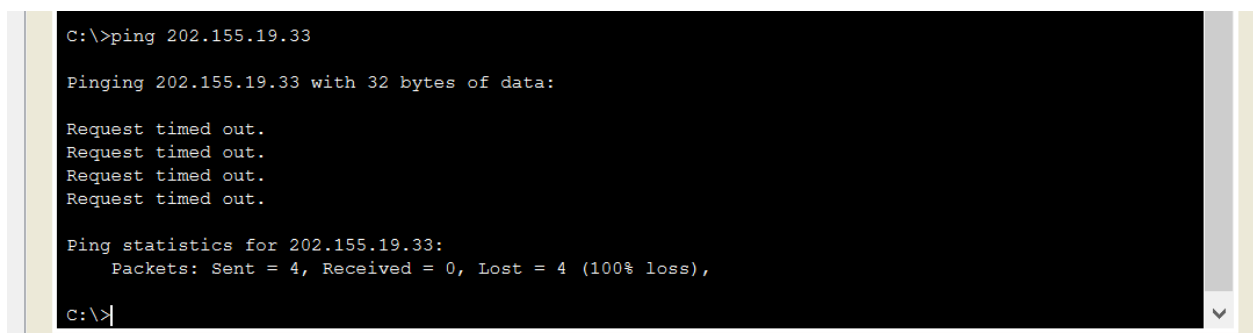 C:\>ping 202.155.19.33
Pinging 202.155.19.33 with 32 bytes of data:
Request timed out.
Request timed out.
Request timed out.
Request timed out.
Ping statistics for 202.155.19.33:
    Packets: Sent = 4, Received = 0, Lost = 4 (100% loss),
C:\>